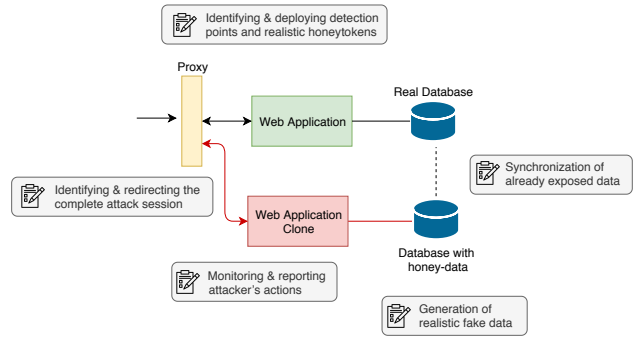 Identifying & deploying detection
points and realistic honeytokens
Proxy
Web Application
Real Database
Synchronization of
already exposed data
Identifying & redirecting the
complete attack session
Web Application
Clone
Database with
honey-data
Monitoring & reporting
attacker's actions
Generation of
realistic fake data